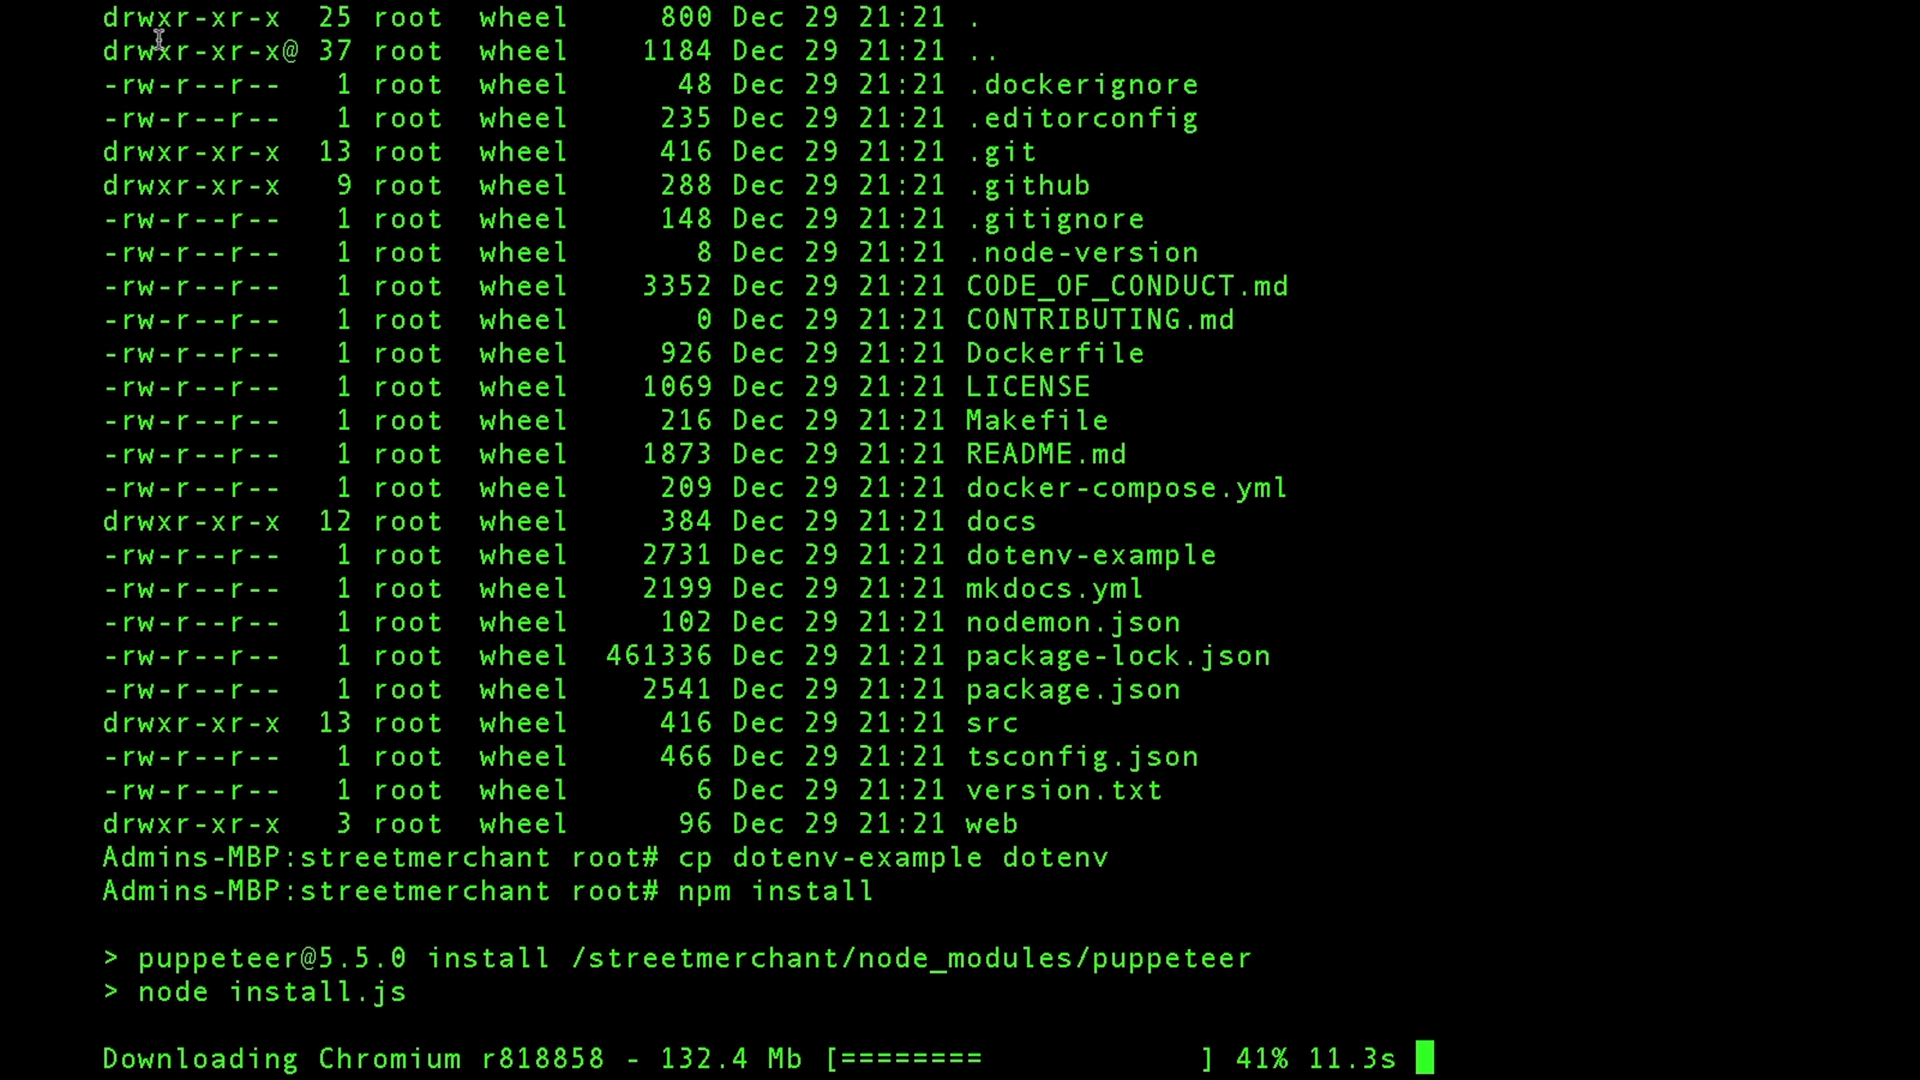 drwxr-xr-x  25 root  wheel     800 Dec 29 21:21 .
drwxr-xr-x@ 37 root  wheel    1184 Dec 29 21:21 ..
-rw-r--r--   1 root  wheel      48 Dec 29 21:21 .dockerignore
-rw-r--r--   1 root  wheel     235 Dec 29 21:21 .editorconfig
drwxr-xr-x  13 root  wheel     416 Dec 29 21:21 .git
drwxr-xr-x   9 root  wheel     288 Dec 29 21:21 .github
-rw-r--r--   1 root  wheel     148 Dec 29 21:21 .gitignore
-rw-r--r--   1 root  wheel       8 Dec 29 21:21 .node-version
-rw-r--r--   1 root  wheel    3352 Dec 29 21:21 CODE_OF_CONDUCT.md
-rw-r--r--   1 root  wheel       0 Dec 29 21:21 CONTRIBUTING.md
-rw-r--r--   1 root  wheel     926 Dec 29 21:21 Dockerfile
-rw-r--r--   1 root  wheel    1069 Dec 29 21:21 LICENSE
-rw-r--r--   1 root  wheel     216 Dec 29 21:21 Makefile
-rw-r--r--   1 root  wheel    1873 Dec 29 21:21 README.md
-rw-r--r--   1 root  wheel     209 Dec 29 21:21 docker-compose.yml
drwxr-xr-x  12 root  wheel     384 Dec 29 21:21 docs
-rw-r--r--   1 root  wheel    2731 Dec 29 21:21 dotenv-example
-rw-r--r--   1 root  wheel    2199 Dec 29 21:21 mkdocs.yml
-rw-r--r--   1 root  wheel     102 Dec 29 21:21 nodemon.json
-rw-r--r--   1 root  wheel  461336 Dec 29 21:21 package-lock.json
-rw-r--r--   1 root  wheel    2541 Dec 29 21:21 package.json
drwxr-xr-x  13 root  wheel     416 Dec 29 21:21 src
-rw-r--r--   1 root  wheel     466 Dec 29 21:21 tsconfig.json
-rw-r--r--   1 root  wheel       6 Dec 29 21:21 version.txt
drwxr-xr-x   3 root  wheel      96 Dec 29 21:21 web
Admins-MBP:streetmerchant root# cp dotenv-example dotenv
Admins-MBP:streetmerchant root# npm install
> puppeteer@5.5.0 install /streetmerchant/node_modules/puppeteer
> node install.js
Downloading Chromium r818858 - 132.4 Mb [========            ] 41% 11.3s